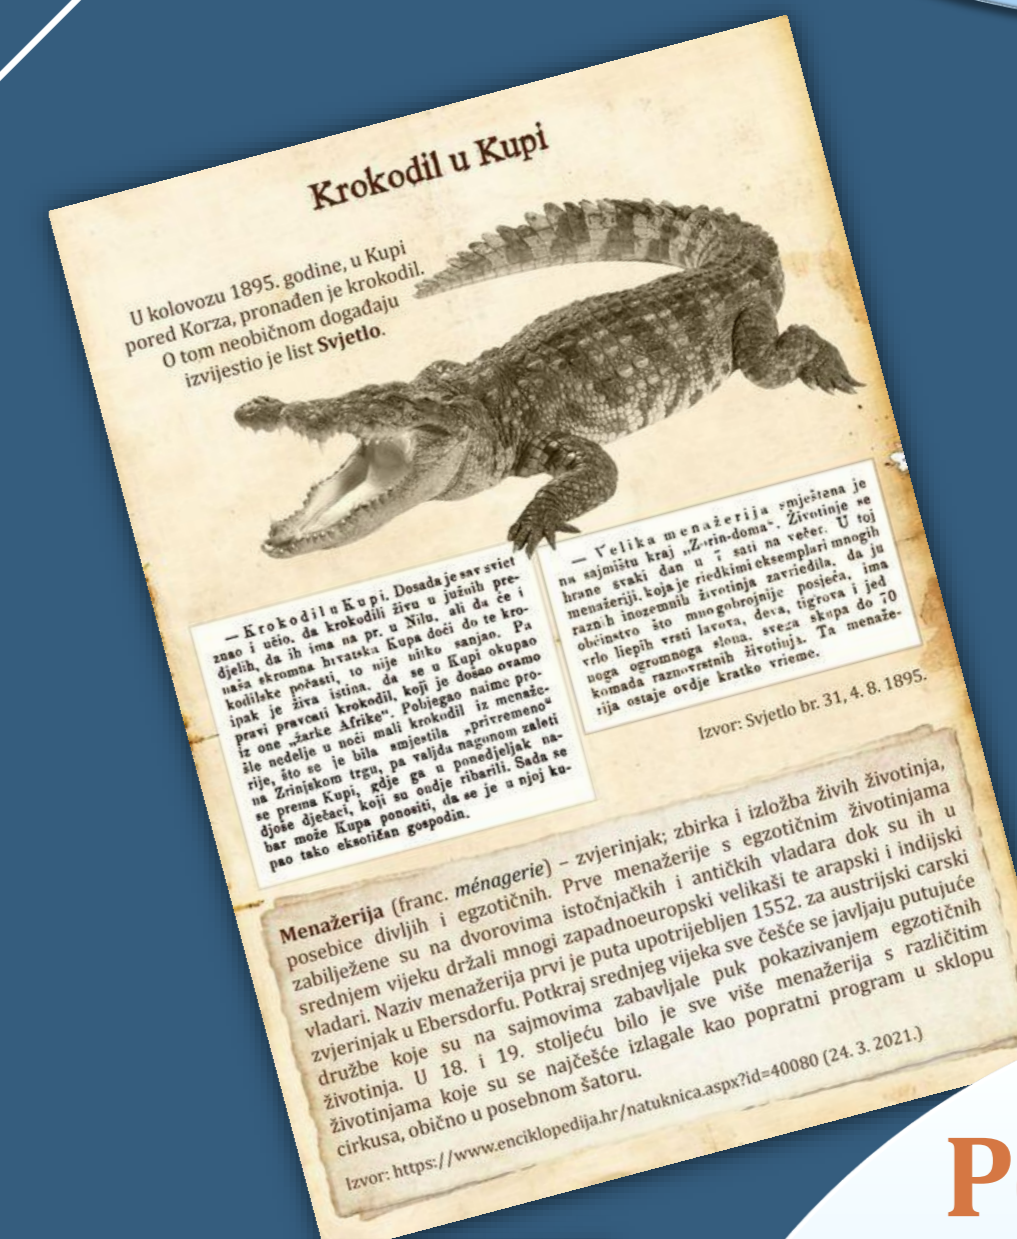 Krokodil u Kupi
U kolovozu 1895. godine, u Kupi
pored Korza, pronađen je krokodil.
O tom neobičnom događaju
izvijestio je list Svjetlo.
— Krokodil u Kupi. Dosada je sav sviet
znao i učio, da krokodili živu u južnih pre-
djelih, da ih ima na pr. u Nilu, ali da će i
naša skromna hrvatska Kupa doći do te kro-
kodilske počasti, to nije nitko sanjao. Pa
ipak je živa istina, da se u Kupi okupao
pravi pravcati krokodil, koji je došao ovamo
iz one „žarke Afrike“. Pobjegao naime pro-
šle nedelje u noći mali krokodil iz menaže-
rije, što se je bila smjestila „privremeno“
na Zrinjskom trgu, pa valjda nagonom zaleti
se prema Kupi, gdje ga u ponedjeljak na-
djoše dječaci, koji su ondje ribarili. Sada se
bar može Kupa ponositi, da se je u njoj ku-
pao tako eksotičan gospodin.
— Velika menažerija smještena je
na sajmištu kraj „Zorin-doma“. Životinje se
hrane svaki dan u 7 sati na večer. U toj
menažeriji, koja je riedkimi eksemplari mnogih
raznih inozemnih životinja zavriedila, da ju
obćinstvo što mnogobrojnije posjeća, ima
vrlo liepih vrsti lavova, deva, tigrova i jed
noga ogromnoga slona, svega skupa do 70
komada raznovrstnih životinja. Ta menaže-
rija ostaje ovdje kratko vrieme.
Izvor: Svjetlo br. 31, 4. 8. 1895.
Menažerija (franc. ménagerie) – zvjerinjak; zbirka i izložba živih životinja,
posebice divljih i egzotičnih. Prve menažerije s egzotičnim životinjama
zabilježene su na dvorovima istočnjačkih i antičkih vladara dok su ih u
srednjem vijeku držali mnogi zapadnoeuropski velikaši te arapski i indijski
vladari. Naziv menažerija prvi je puta upotrijebljen 1552. za austrijski carski
zvjerinjak u Ebersdorfu. Potkraj srednjeg vijeka sve češće se javljaju putujuće
družbe koje su na sajmovima zabavljale puk pokazivanjem egzotičnih
životinja. U 18. i 19. stoljeću bilo je sve više menažerija s različitim
životinjama koje su se najčešće izlagale kao popratni program u sklopu
cirkusa, obično u posebnom šatoru.
Izvor: https://www.enciklopedija.hr/natuknica.aspx?id=40080 (24. 3. 2021.)
P